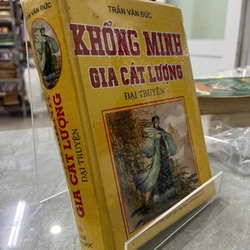 TRẦN VĂN ĐỨC
KHỔNG MINH
GIA CÁT LƯỢNG
ĐẠI TRUYỆN
GIA CÁT LƯỢNG
ĐẠI TRUYỆN